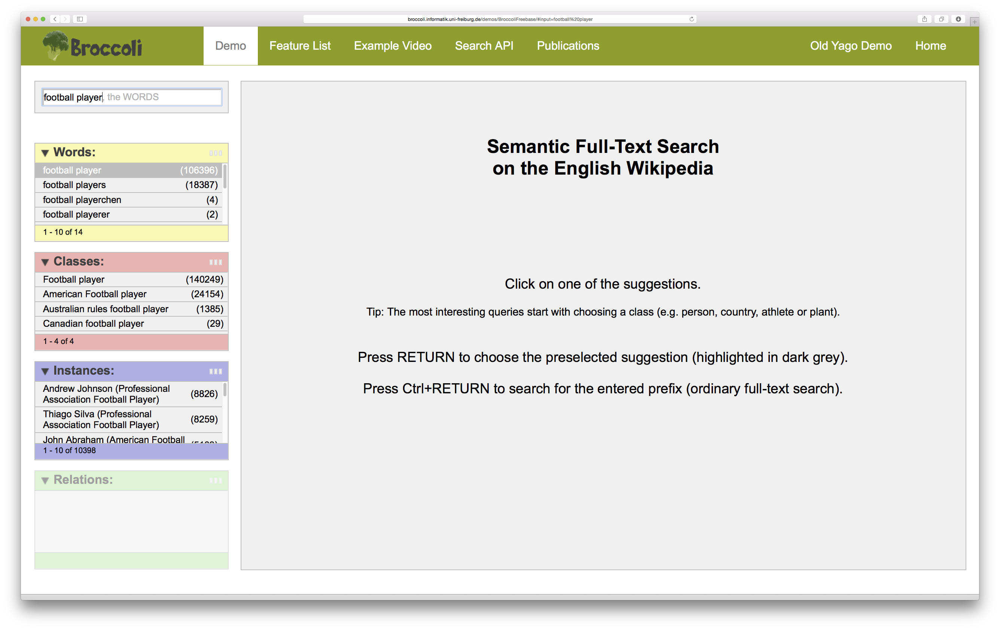 broccoli.informatik.uni-freiburg.de/demos/BroccoliFreebase/#input=football%20player
Broccoli
Demo
Feature List
Example Video
Search API
Publications
Old Yago Demo
Home
football player, the WORDS
Words:
football player (106396)
football players (18387)
football playerchen (4)
football playerer (2)
1 - 10 of 14
Classes:
Football player (140249)
American Football player (24154)
Australian rules football player (1385)
Canadian football player (29)
1 - 4 of 4
Instances:
Andrew Johnson (Professional
Association Football Player) (8826)
Thiago Silva (Professional
Association Football Player) (8259)
John Abraham (American Football
1 - 10 of 10398
Relations:
Semantic Full-Text Search
on the English Wikipedia
Click on one of the suggestions.
Tip: The most interesting queries start with choosing a class (e.g. person, country, athlete or plant).
Press RETURN to choose the preselected suggestion (highlighted in dark grey).
Press Ctrl+RETURN to search for the entered prefix (ordinary full-text search).